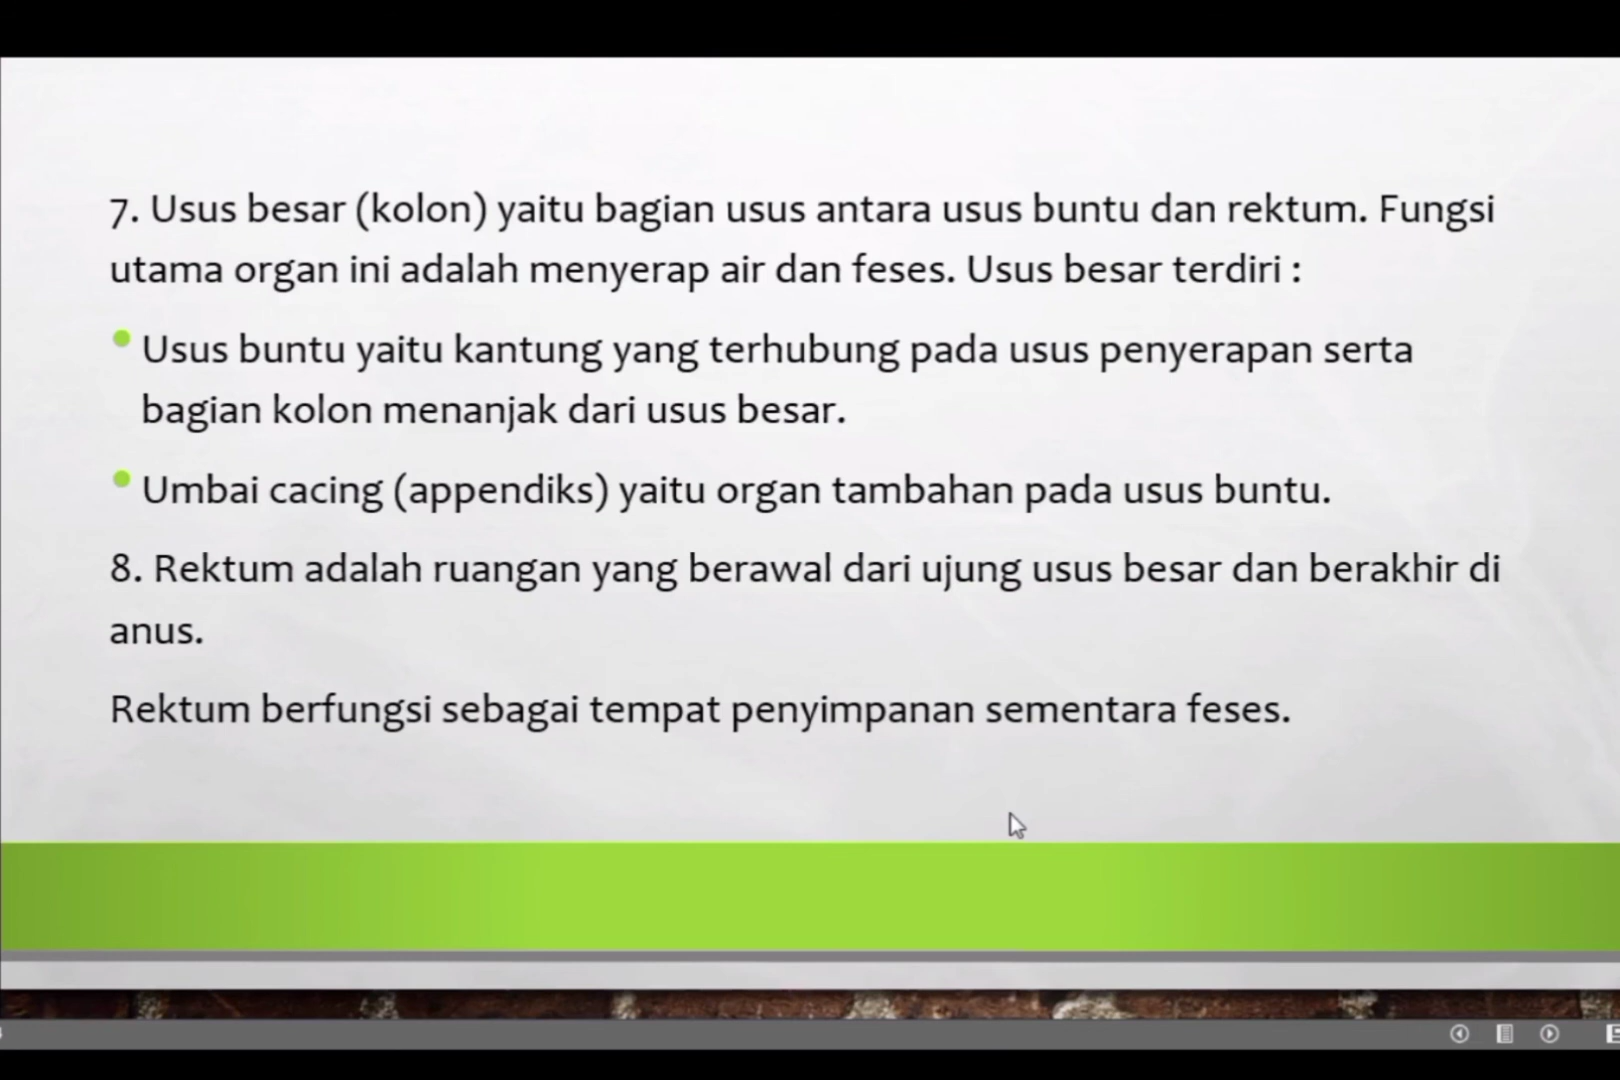 7. Usus besar (kolon) yaitu bagian usus antara usus buntu dan rektum. Fungsi
utama organ ini adalah menyerap air dan feses. Usus besar terdiri :
Usus buntu yaitu kantung yang terhubung pada usus penyerapan serta
bagian kolon menanjak dari usus besar.
Umbai cacing (appendiks) yaitu organ tambahan pada usus buntu.
8. Rektum adalah ruangan yang berawal dari ujung usus besar dan berakhir di
anus.
Rektum berfungsi sebagai tempat penyimpanan sementara feses.